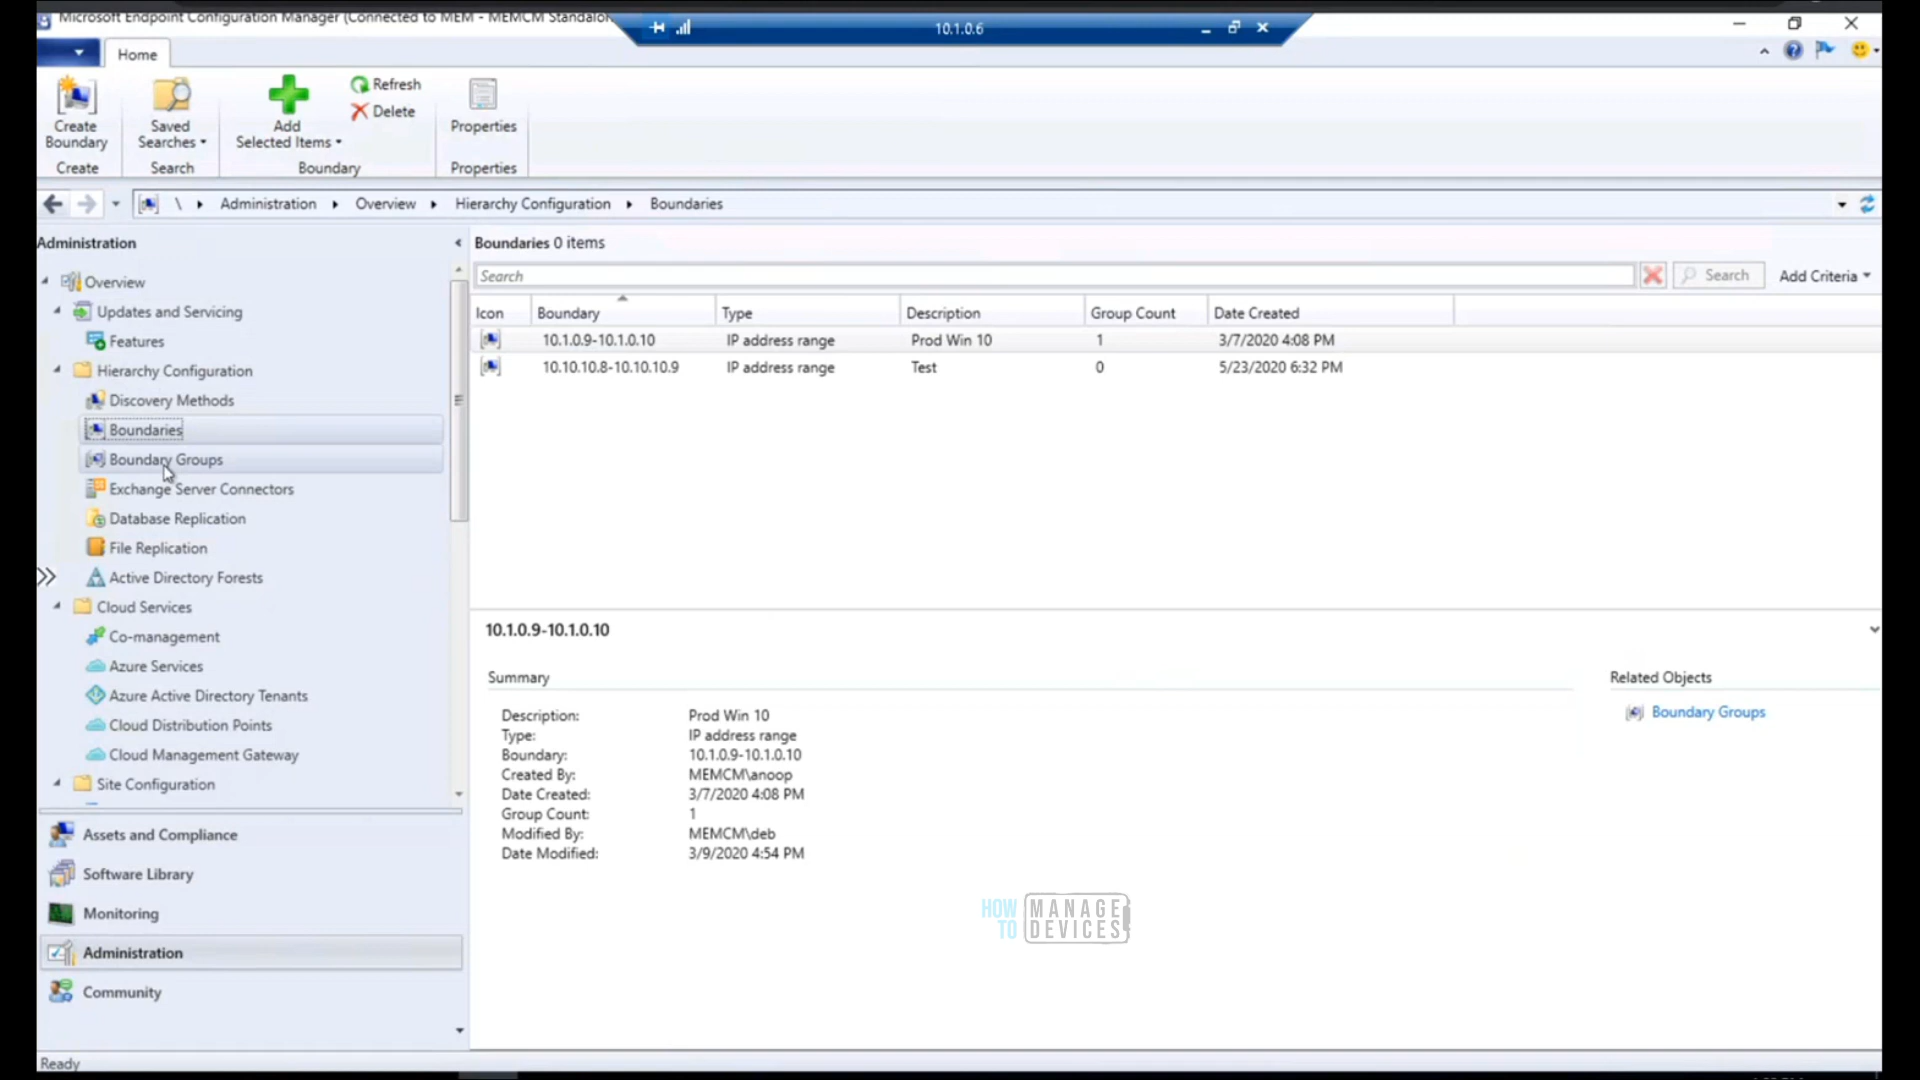 Microsoft Endpoint Configuration Manager (Connected to MEM - MEMCM Standalon
10.1.0.6
Home
Create Boundary
Saved Searches
Add Selected Items
Refresh
Delete
Properties
Create
Search
Boundary
Properties
\ Administration Overview Hierarchy Configuration Boundaries
Administration
Overview
Updates and Servicing
Features
Hierarchy Configuration
Discovery Methods
Boundaries
Boundary Groups
Exchange Server Connectors
Database Replication
File Replication
Active Directory Forests
Cloud Services
Co-management
Azure Services
Azure Active Directory Tenants
Cloud Distribution Points
Cloud Management Gateway
Site Configuration
Assets and Compliance
Software Library
Monitoring
Administration
Community
Boundaries 0 items
Search
Search
Add Criteria
Icon Boundary Type Description Group Count Date Created
10.1.0.9-10.1.0.10 IP address range Prod Win 10 1 3/7/2020 4:08 PM
10.10.10.8-10.10.10.9 IP address range Test 0 5/23/2020 6:32 PM
10.1.0.9-10.1.0.10
Summary
Description: Prod Win 10
Type: IP address range
Boundary: 10.1.0.9-10.1.0.10
Created By: MEMCM\anoop
Date Created: 3/7/2020 4:08 PM
Group Count: 1
Modified By: MEMCM\deb
Date Modified: 3/9/2020 4:54 PM
Related Objects
Boundary Groups
HOW TO MANAGE DEVICES
Ready